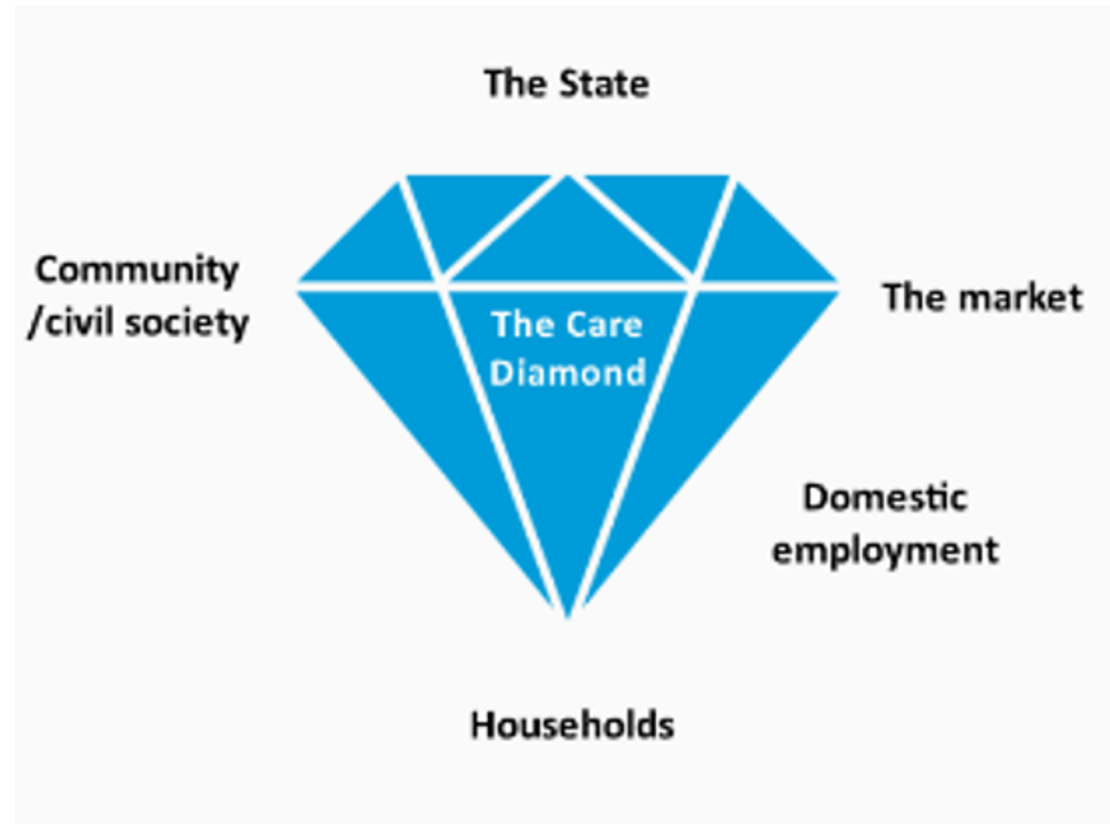 The State
Community
/civil society
The market
The Care
Diamond
Domestic
employment
Households